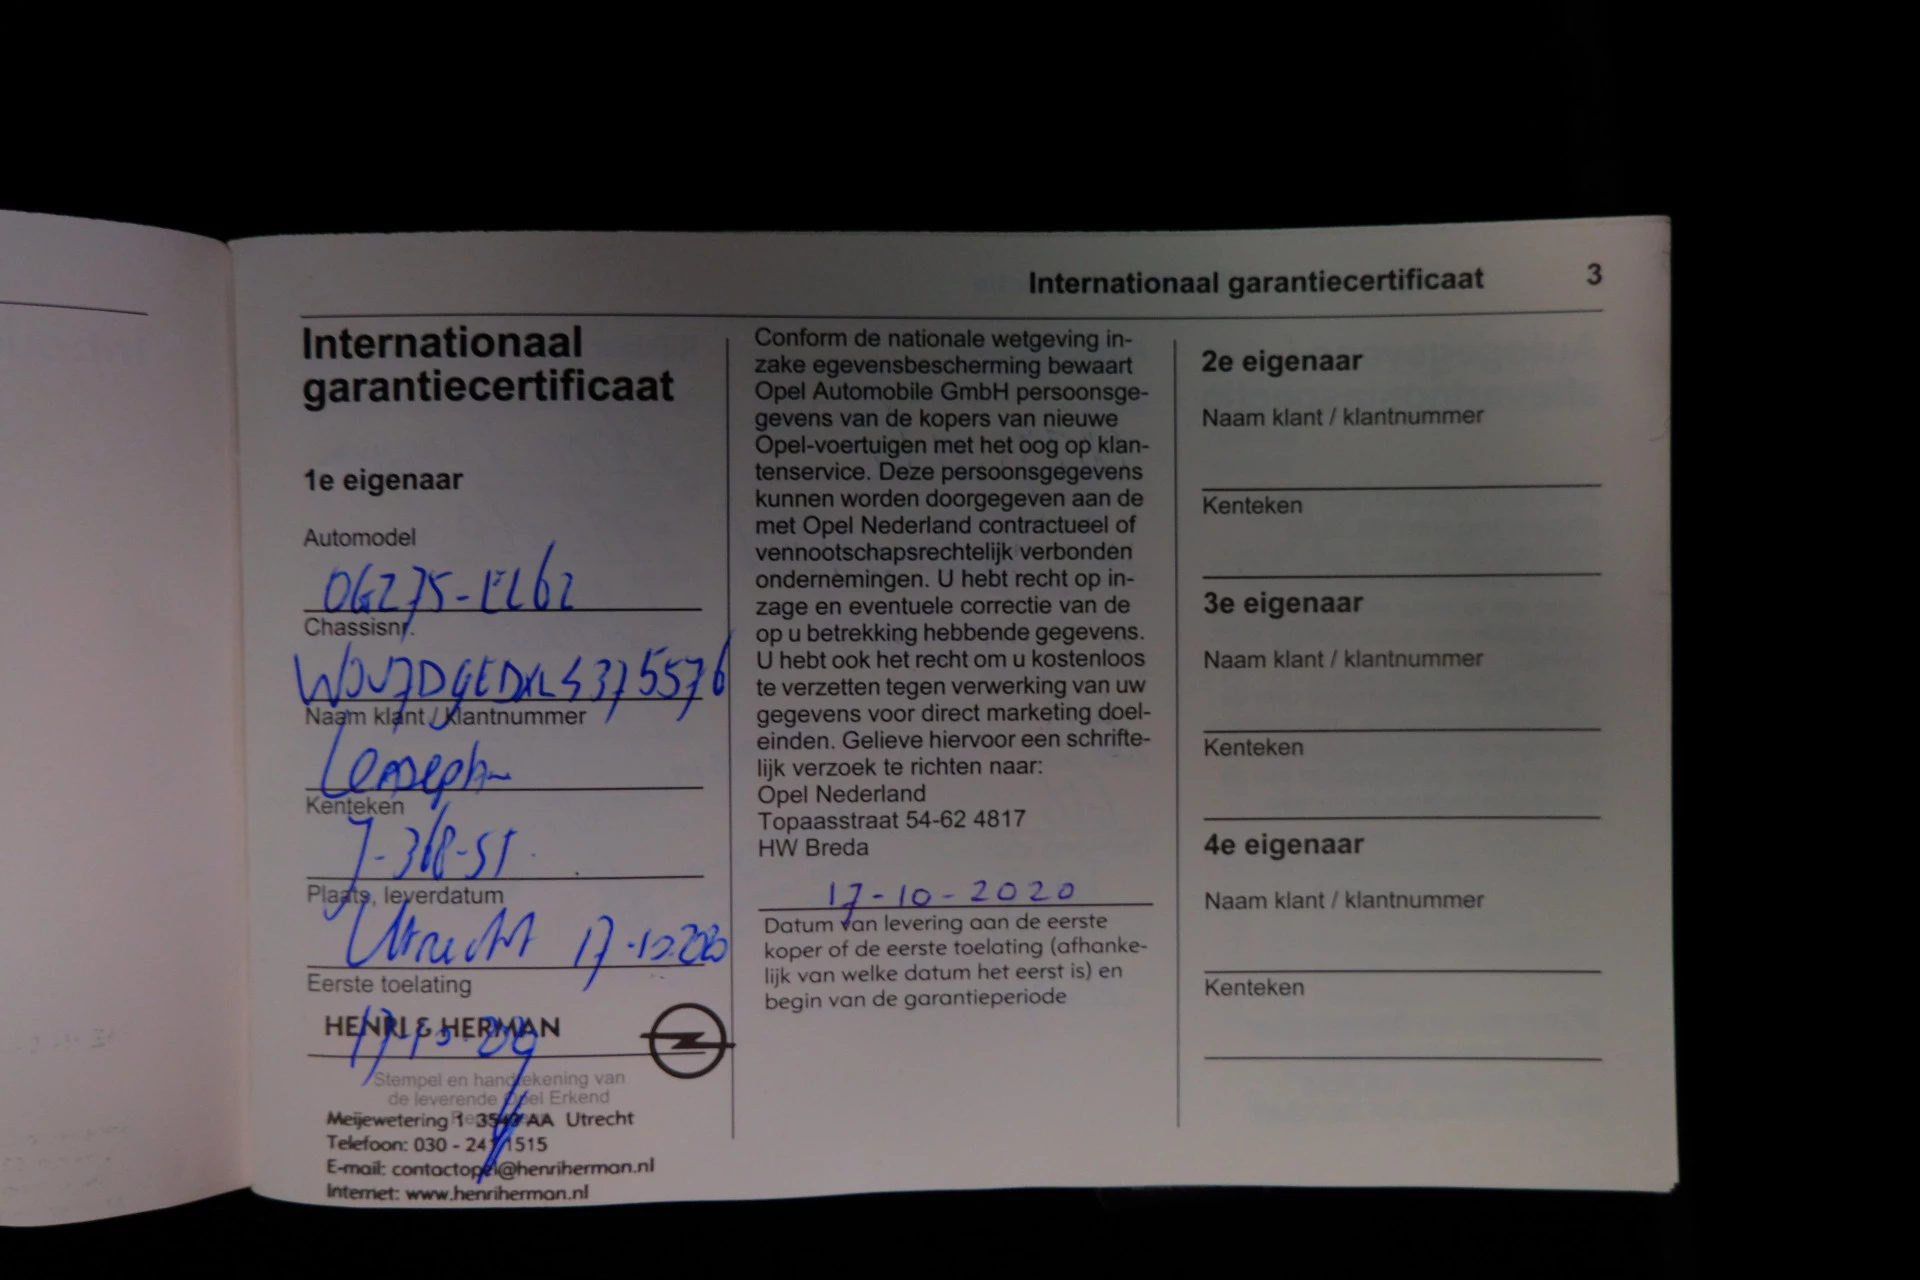 Internationaal garantiecertificaat 3
Internationaal
garantiecertificaat
1e eigenaar
Automodel
0GZ75-EL62
Chassisnr.
Naam klant / klantnummer
Kenteken
J-368-ST
Plaats, leverdatum
Utrecht 17-10-2020
Eerste toelating
17-10-2020
HENRI & HERMAN
Stempel en handtekening van
de leverende Opel Erkend
Meijewetering 1 3543 AA Utrecht
Telefoon: 030 - 241 1515
E-mail: contactopel@henriherman.nl
Internet: www.henriherman.nl
Conform de nationale wetgeving in-
zake egevensbescherming bewaart
Opel Automobile GmbH persoonsge-
gevens van de kopers van nieuwe
Opel-voertuigen met het oog op klan-
tenservice. Deze persoonsgegevens
kunnen worden doorgegeven aan de
met Opel Nederland contractueel of
vennootschapsrechtelijk verbonden
ondernemingen. U hebt recht op in-
zage en eventuele correctie van de
op u betrekking hebbende gegevens.
U hebt ook het recht om u kostenloos
te verzetten tegen verwerking van uw
gegevens voor direct marketing doel-
einden. Gelieve hiervoor een schrifte-
lijk verzoek te richten naar:
Opel Nederland
Topaasstraat 54-62 4817
HW Breda
17-10-2020
Datum van levering aan de eerste
koper of de eerste toelating (afhanke-
lijk van welke datum het eerst is) en
begin van de garantieperiode
2e eigenaar
Naam klant / klantnummer
Kenteken
3e eigenaar
Naam klant / klantnummer
Kenteken
4e eigenaar
Naam klant / klantnummer
Kenteken